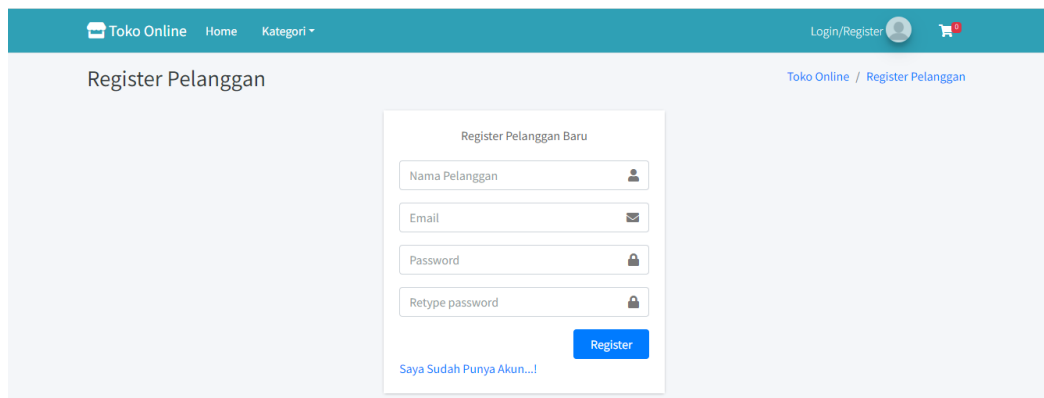 Toko Online Home Kategori Login/Register 0
Register Pelanggan Toko Online / Register Pelanggan
Register Pelanggan Baru
Nama Pelanggan
Email
Password
Retype password
Register
Saya Sudah Punya Akun...!